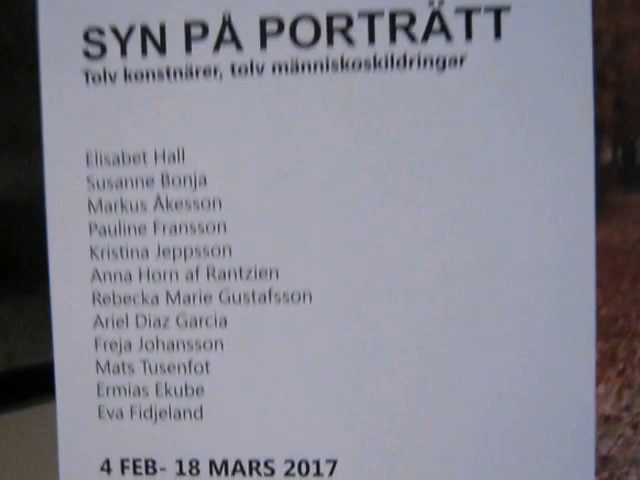 SYN PÅ PORTRÄTT
Tolv konstnärer, tolv människoskildringar
Elisabet Hall
Susanne Bonja
Markus Åkesson
Pauline Fransson
Kristina Jeppsson
Anna Horn af Rantzien
Rebecka Marie Gustafsson
Ariel Diaz Garcia
Freja Johansson
Mats Tusenfot
Ermias Ekube
Eva Fidjeland
4 FEB- 18 MARS 2017